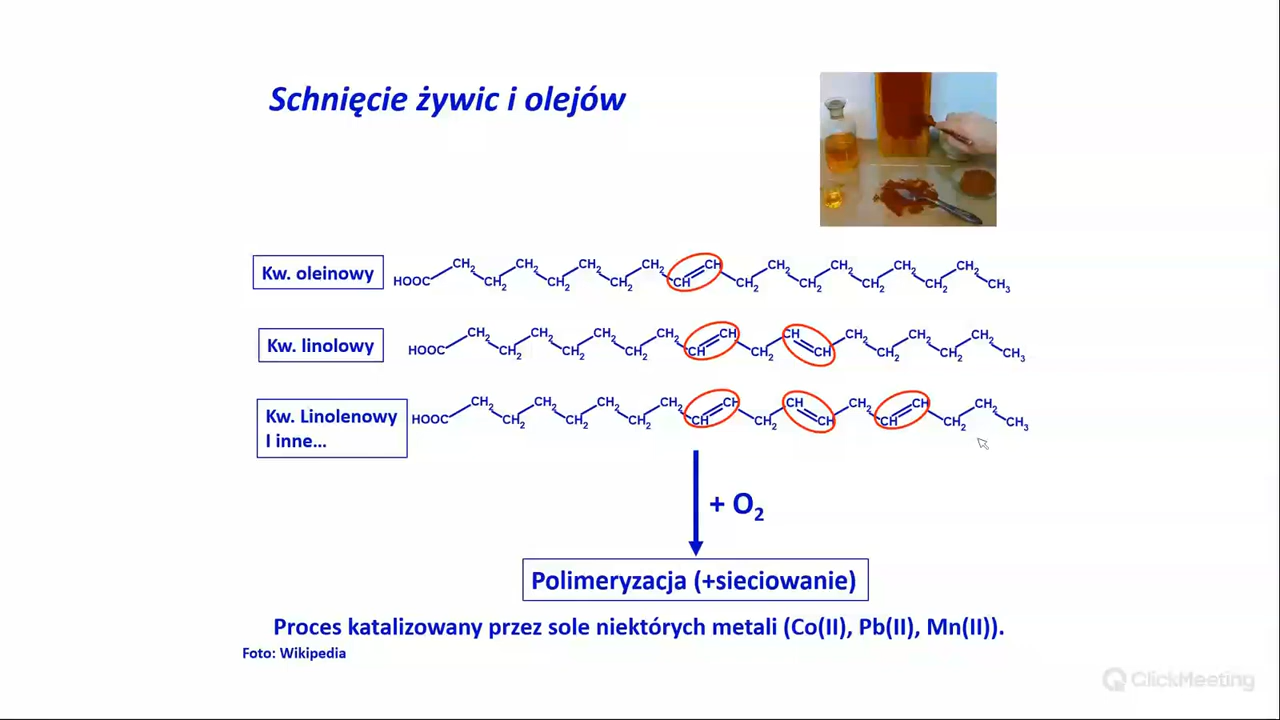 Schnięcie żywic i olejów
Kw. oleinowy
HOOC CH2 CH2 CH2 CH2 CH2 CH2 CH2 CH CH CH2 CH2 CH2 CH2 CH2 CH2 CH2 CH2 CH3
Kw. linolowy
HOOC CH2 CH2 CH2 CH2 CH2 CH2 CH2 CH CH CH2 CH CH CH2 CH2 CH2 CH2 CH2 CH3
Kw. Linolenowy
I inne...
HOOC CH2 CH2 CH2 CH2 CH2 CH2 CH2 CH CH CH2 CH CH CH2 CH CH CH2 CH2 CH3
+ O2
Polimeryzacja (+sieciowanie)
Proces katalizowany przez sole niektórych metali (Co(II), Pb(II), Mn(II)).
Foto: Wikipedia
ClickMeeting